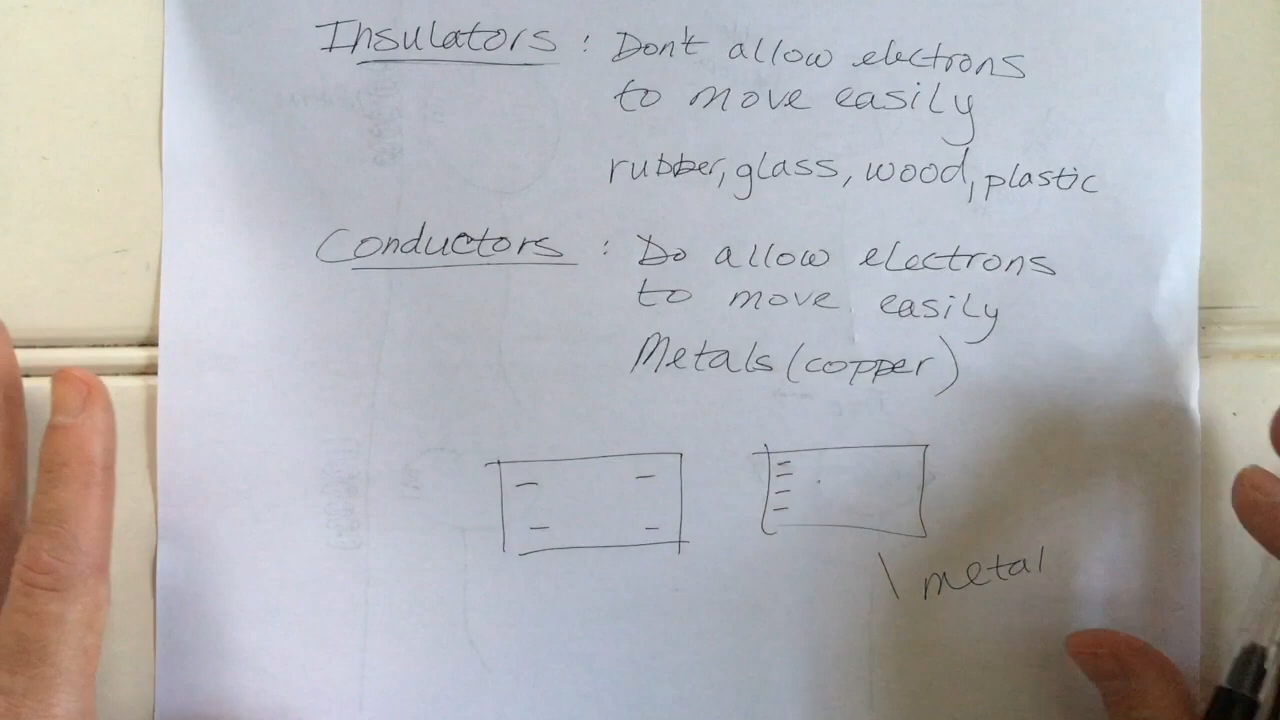 Insulators : Don't allow electrons
to move easily
rubber, glass, wood, plastic
Conductors : Do allow electrons
to move easily
Metals (copper)
metal